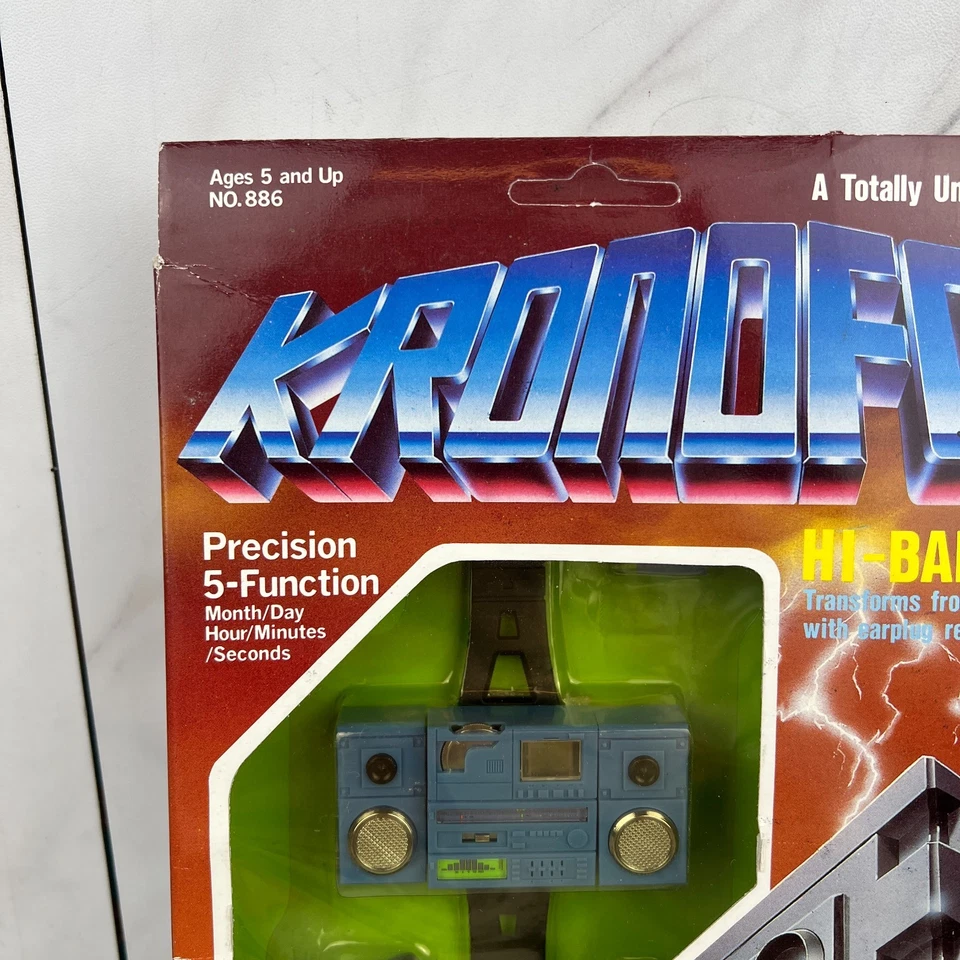 Ages 5 and Up
NO. 886
A Totally Un
KRONOFO
Precision
5-Function
Month/Day
Hour/Minutes
/Seconds
HI-BA
Transforms fro
with earplug re